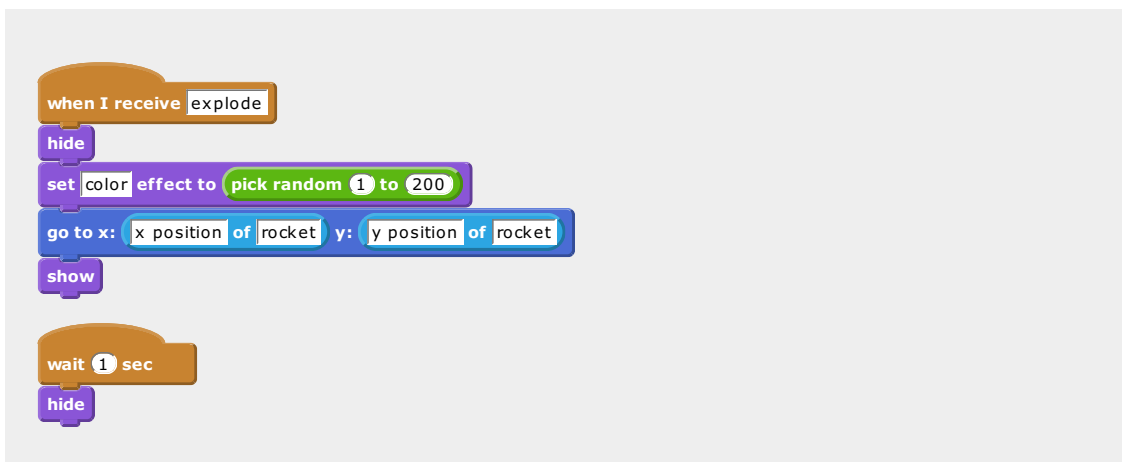 when I receive explode
hide
set color effect to pick random 1 to 200
go to x: x position of rocket y: y position of rocket
show
wait 1 sec
hide